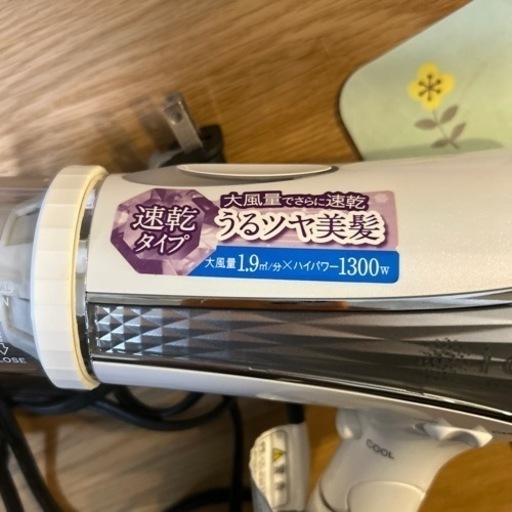 速乾
タイプ
大風量でさらに速乾
うるツヤ美髪
大風量1.9㎥/分×ハイパワー1300W
COOL
LOSE